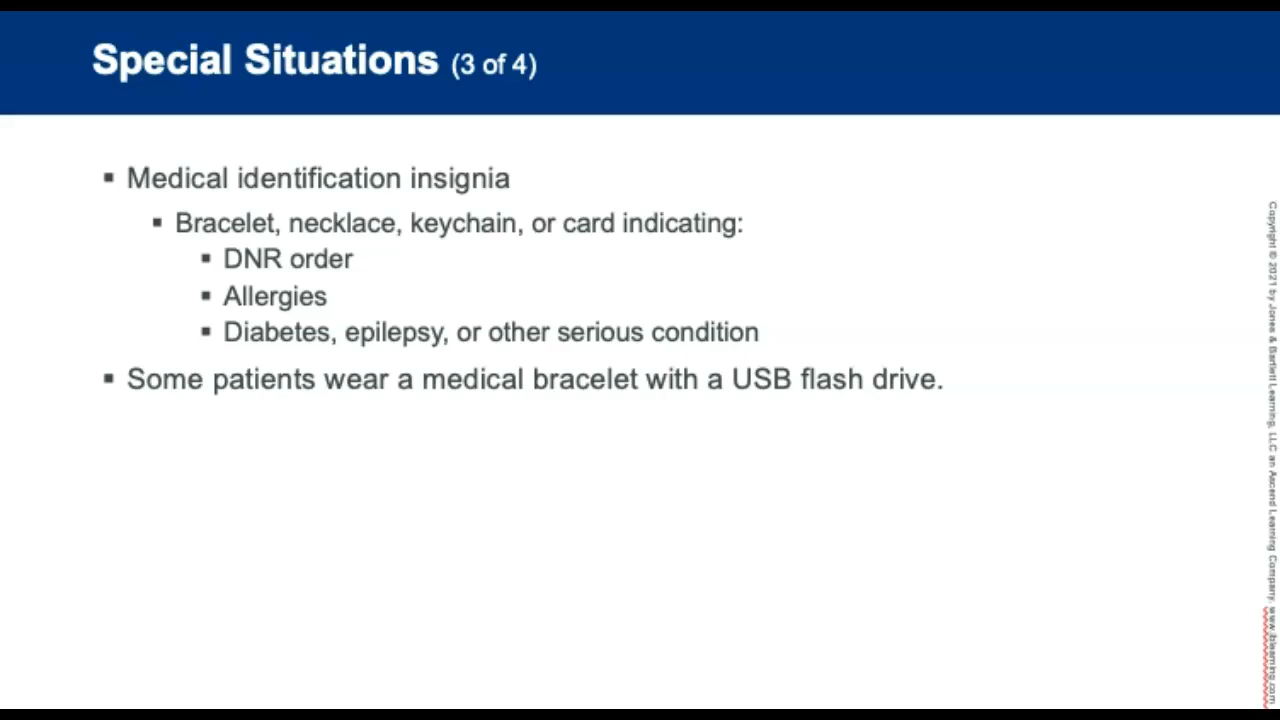 Special Situations (3 of 4)
▪ Medical identification insignia
▪ Bracelet, necklace, keychain, or card indicating:
▪ DNR order
▪ Allergies
▪ Diabetes, epilepsy, or other serious condition
▪ Some patients wear a medical bracelet with a USB flash drive.
Copyright © 2021 by Jones & Bartlett Learning, LLC an Ascend Learning Company. www.jblearning.com